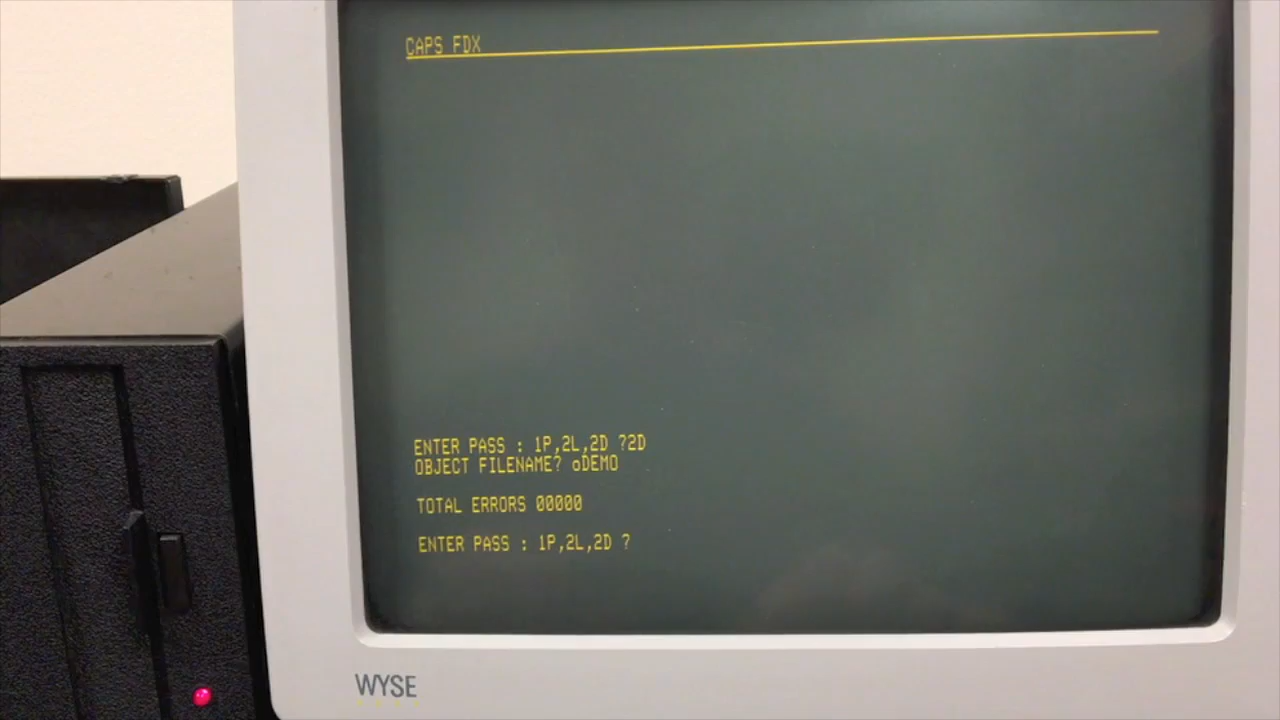 CAPS FDX
ENTER PASS : 1P,2L,2D ?2D
OBJECT FILENAME? oDEMO
TOTAL ERRORS 00000
ENTER PASS : 1P,2L,2D ?
WYSE